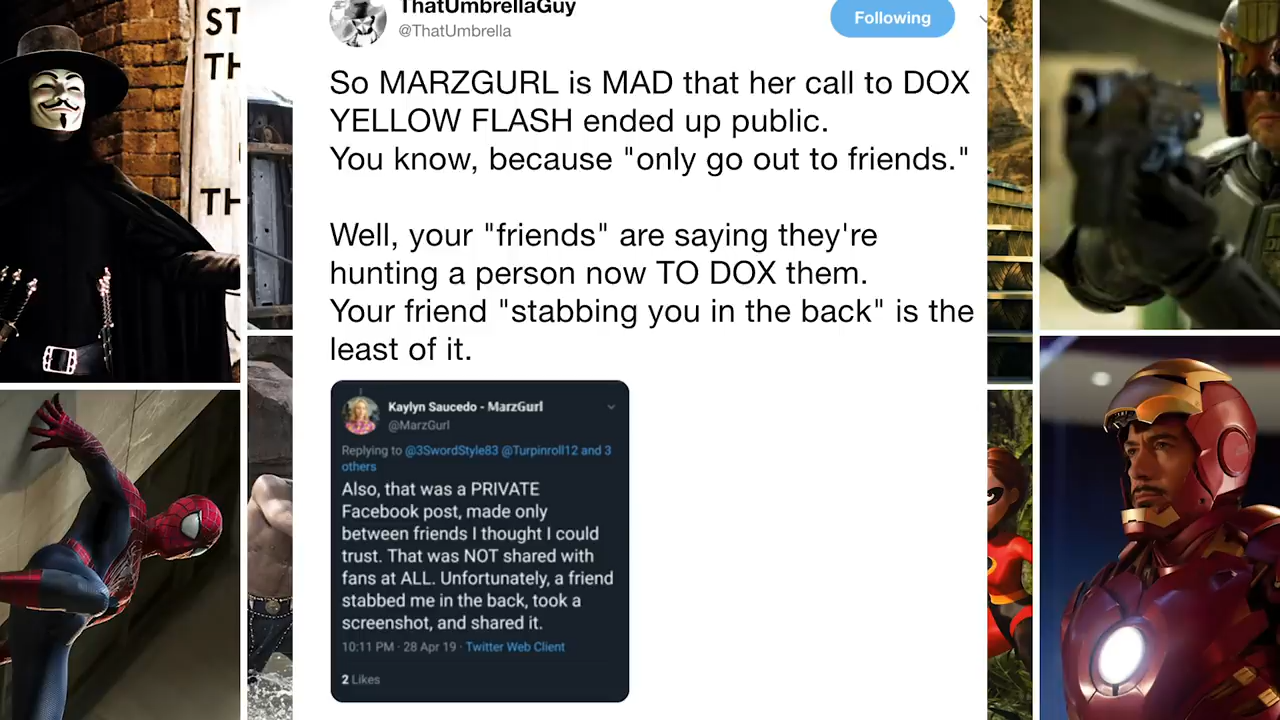 ThatUmbrellaGuy
@ThatUmbrella
Following
So MARZGURL is MAD that her call to DOX
YELLOW FLASH ended up public.
You know, because "only go out to friends."
Well, your "friends" are saying they're
hunting a person now TO DOX them.
Your friend "stabbing you in the back" is the
least of it.
Kaylyn Saucedo - MarzGurl
@MarzGurl
Replying to @3SwordStyle83 @Turpinroll12 and 3
others
Also, that was a PRIVATE
Facebook post, made only
between friends I thought I could
trust. That was NOT shared with
fans at ALL. Unfortunately, a friend
stabbed me in the back, took a
screenshot, and shared it.
10:11 PM · 28 Apr 19 · Twitter Web Client
2 Likes
ST
TH
TH